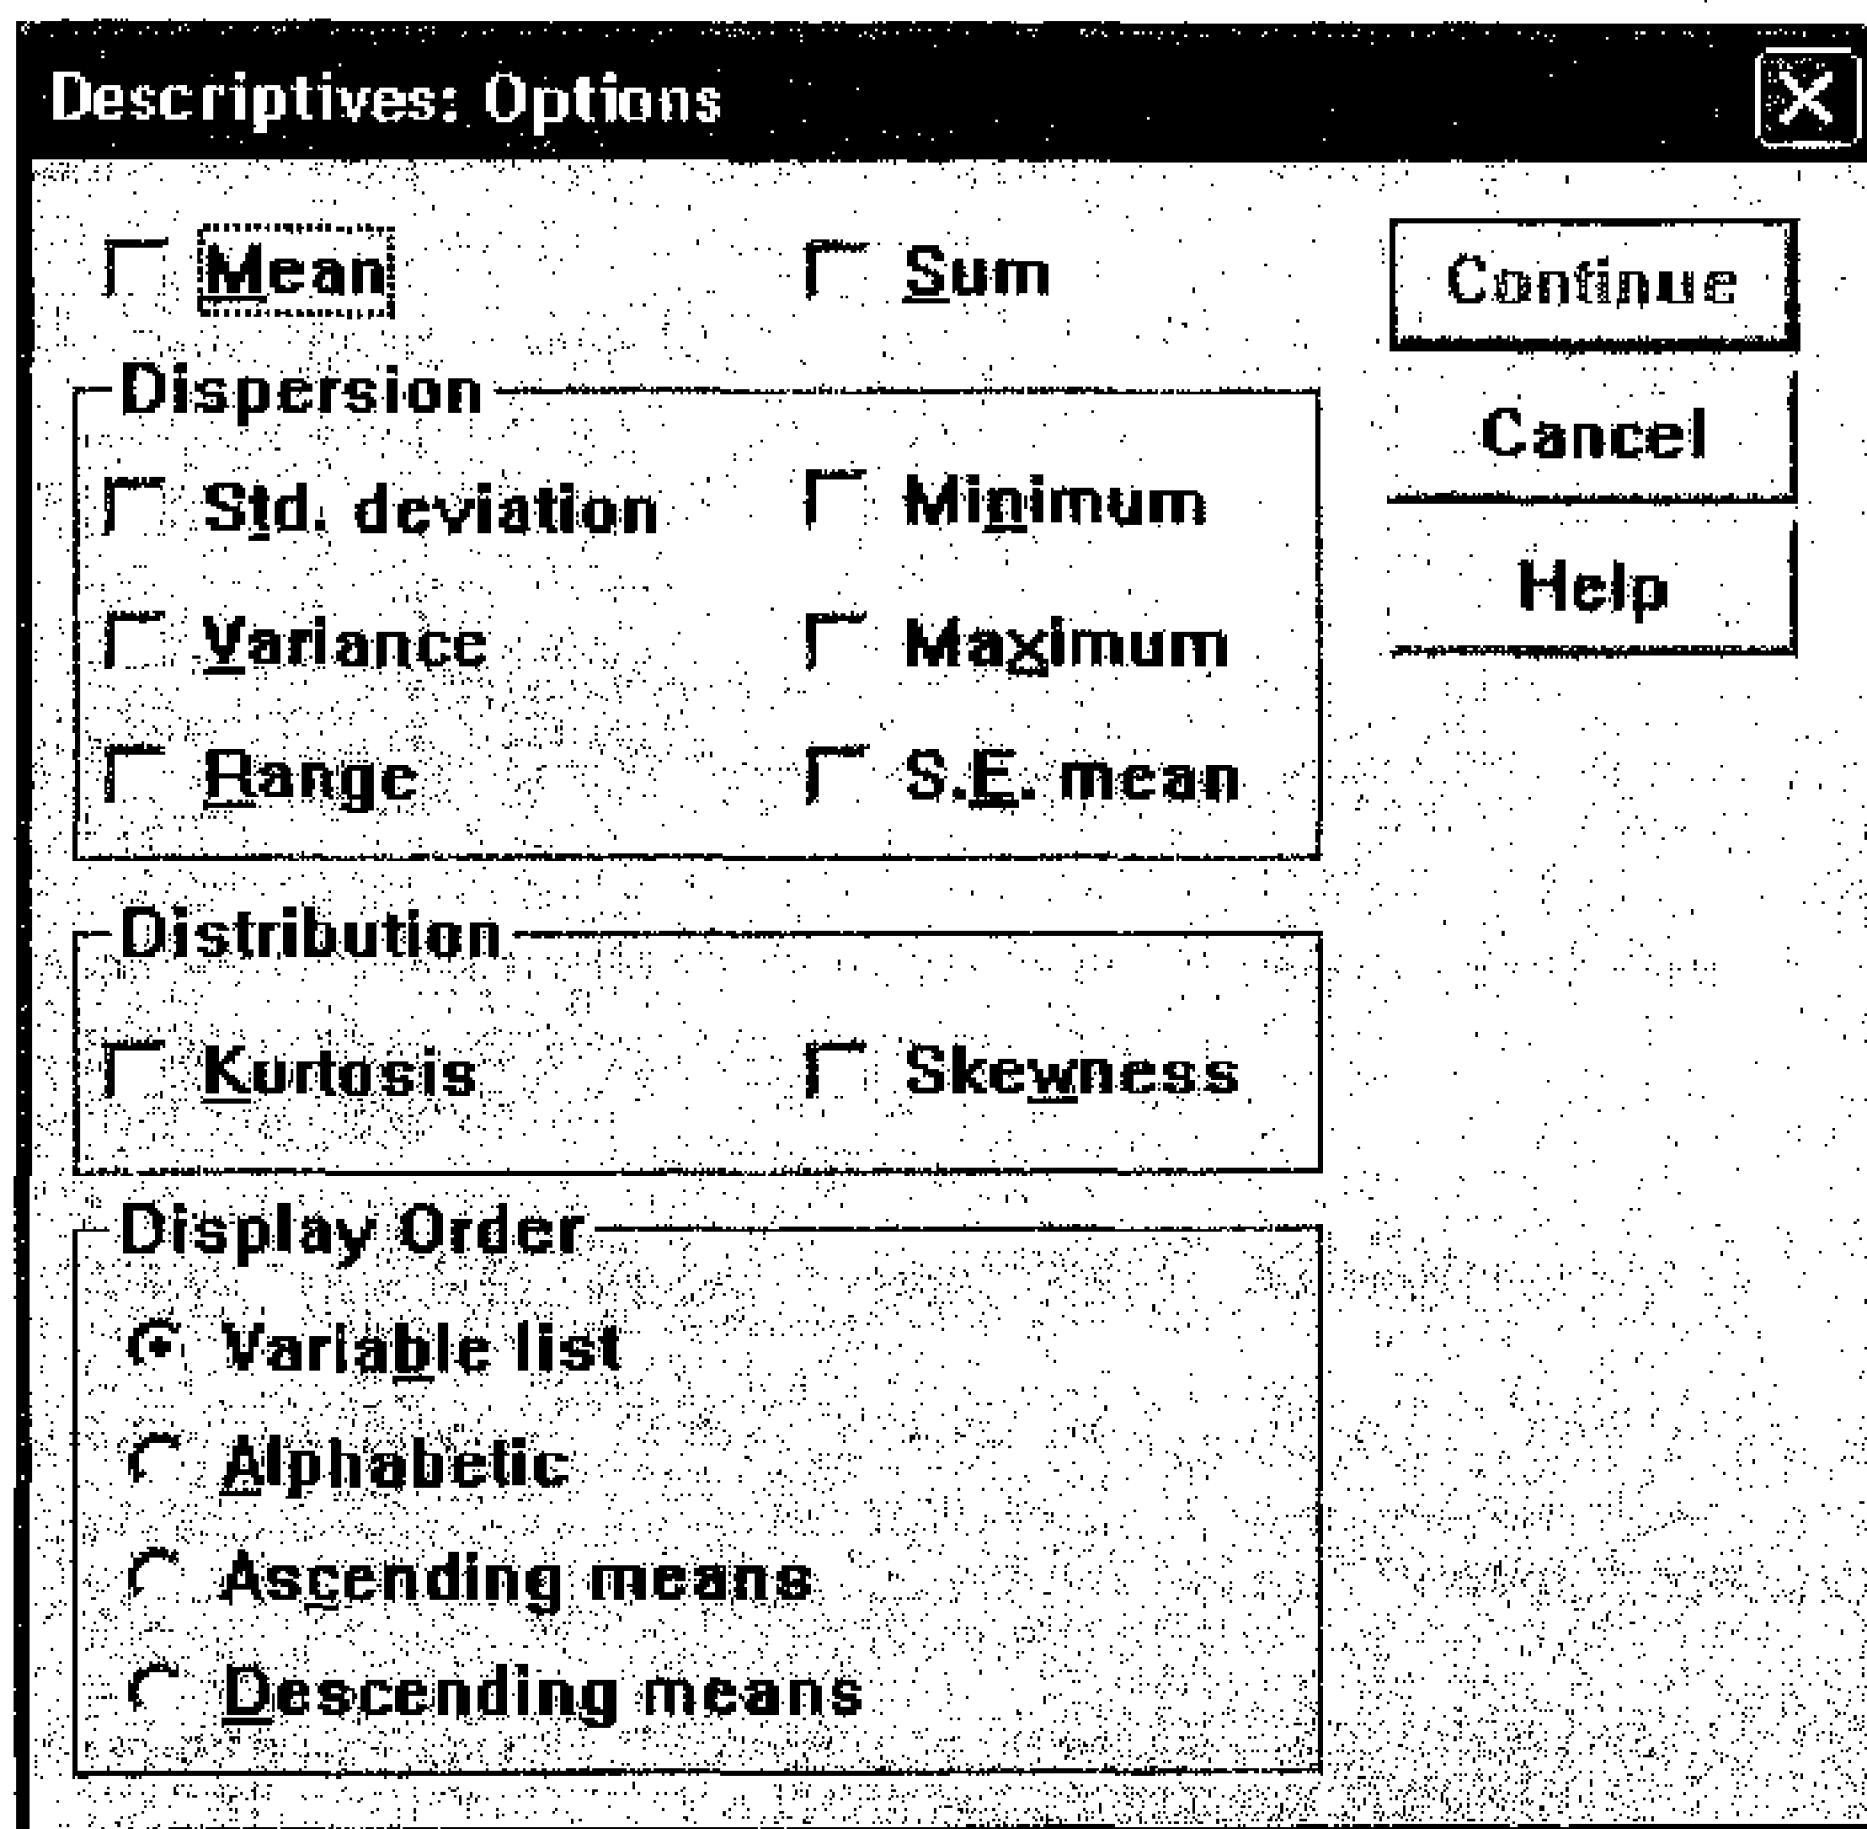 Descriptives: Options
Mean Sum Continue
Dispersion
Cancel
Std. deviation Minimum
Help
Variance Maximum
Range S.E. mean
Distribution
Kurtosis Skewness
Display Order
Variable list
Alphabetic
Ascending means
Descending means